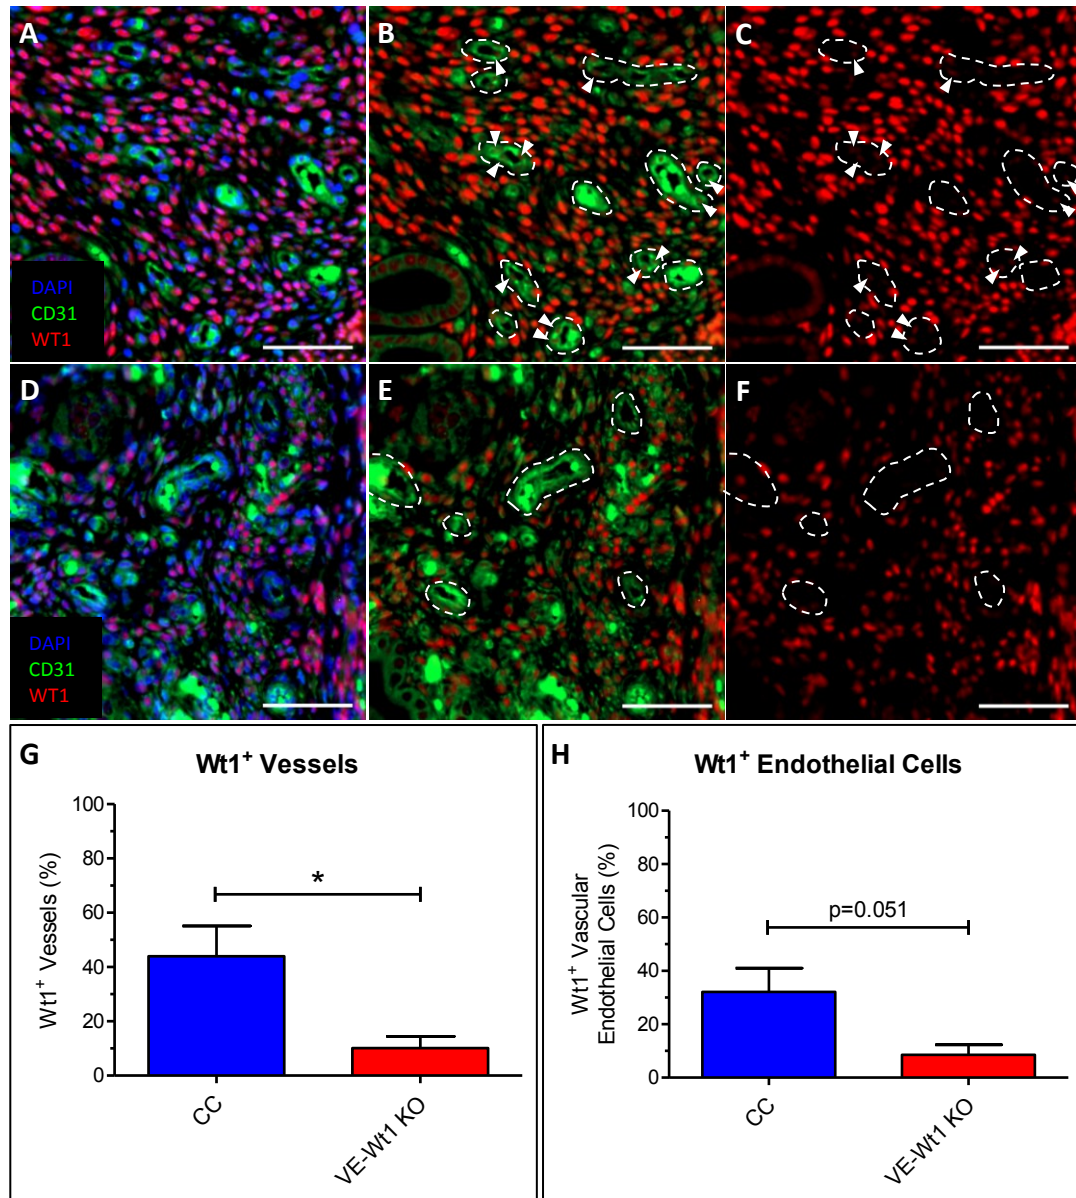 A
B
C
DAPI
CD31
WT1
D
E
F
DAPI
CD31
WT1
G
Wt1⁺ Vessels
Wt1⁺ Vessels (%)
100
80
60
40
20
0
*
CC
VE-Wt1 KO
H
Wt1⁺ Endothelial Cells
Wt1⁺ Vascular
Endothelial Cells (%)
100
80
60
40
20
0
p=0.051
CC
VE-Wt1 KO